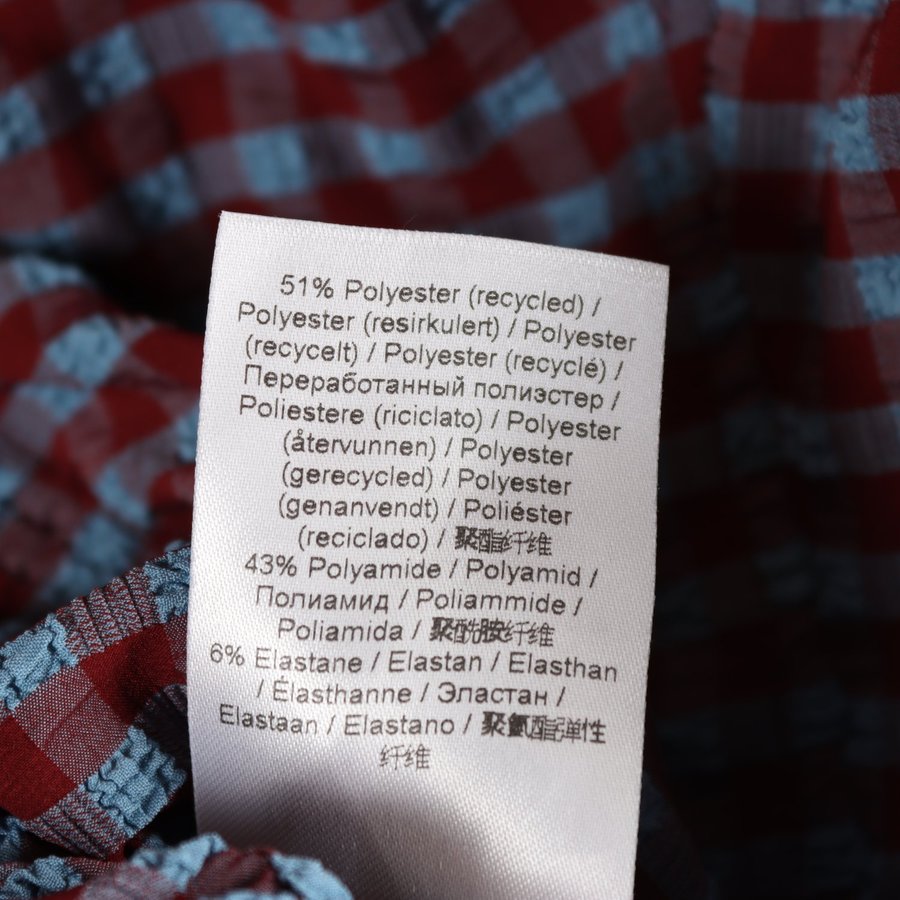 51% Polyester (recycled) /
Polyester (resirkulert) / Polyester
(recycelt) / Polyester (recyclé) /
Переработанный полиэстер /
Poliestere (riciclato) / Polyester
(återvunnen) / Polyester
(gerecycled) / Polyester
(genanvendt) / Poliéster
(reciclado) / 聚酯纤维
43% Polyamide / Polyamid /
Полиамид / Poliammide /
Poliamida / 聚酰胺纤维
6% Elastane / Elastan / Elasthan
/ Élasthanne / Эластан /
Elastaan / Elastano / 聚氨酯弹性
纤维